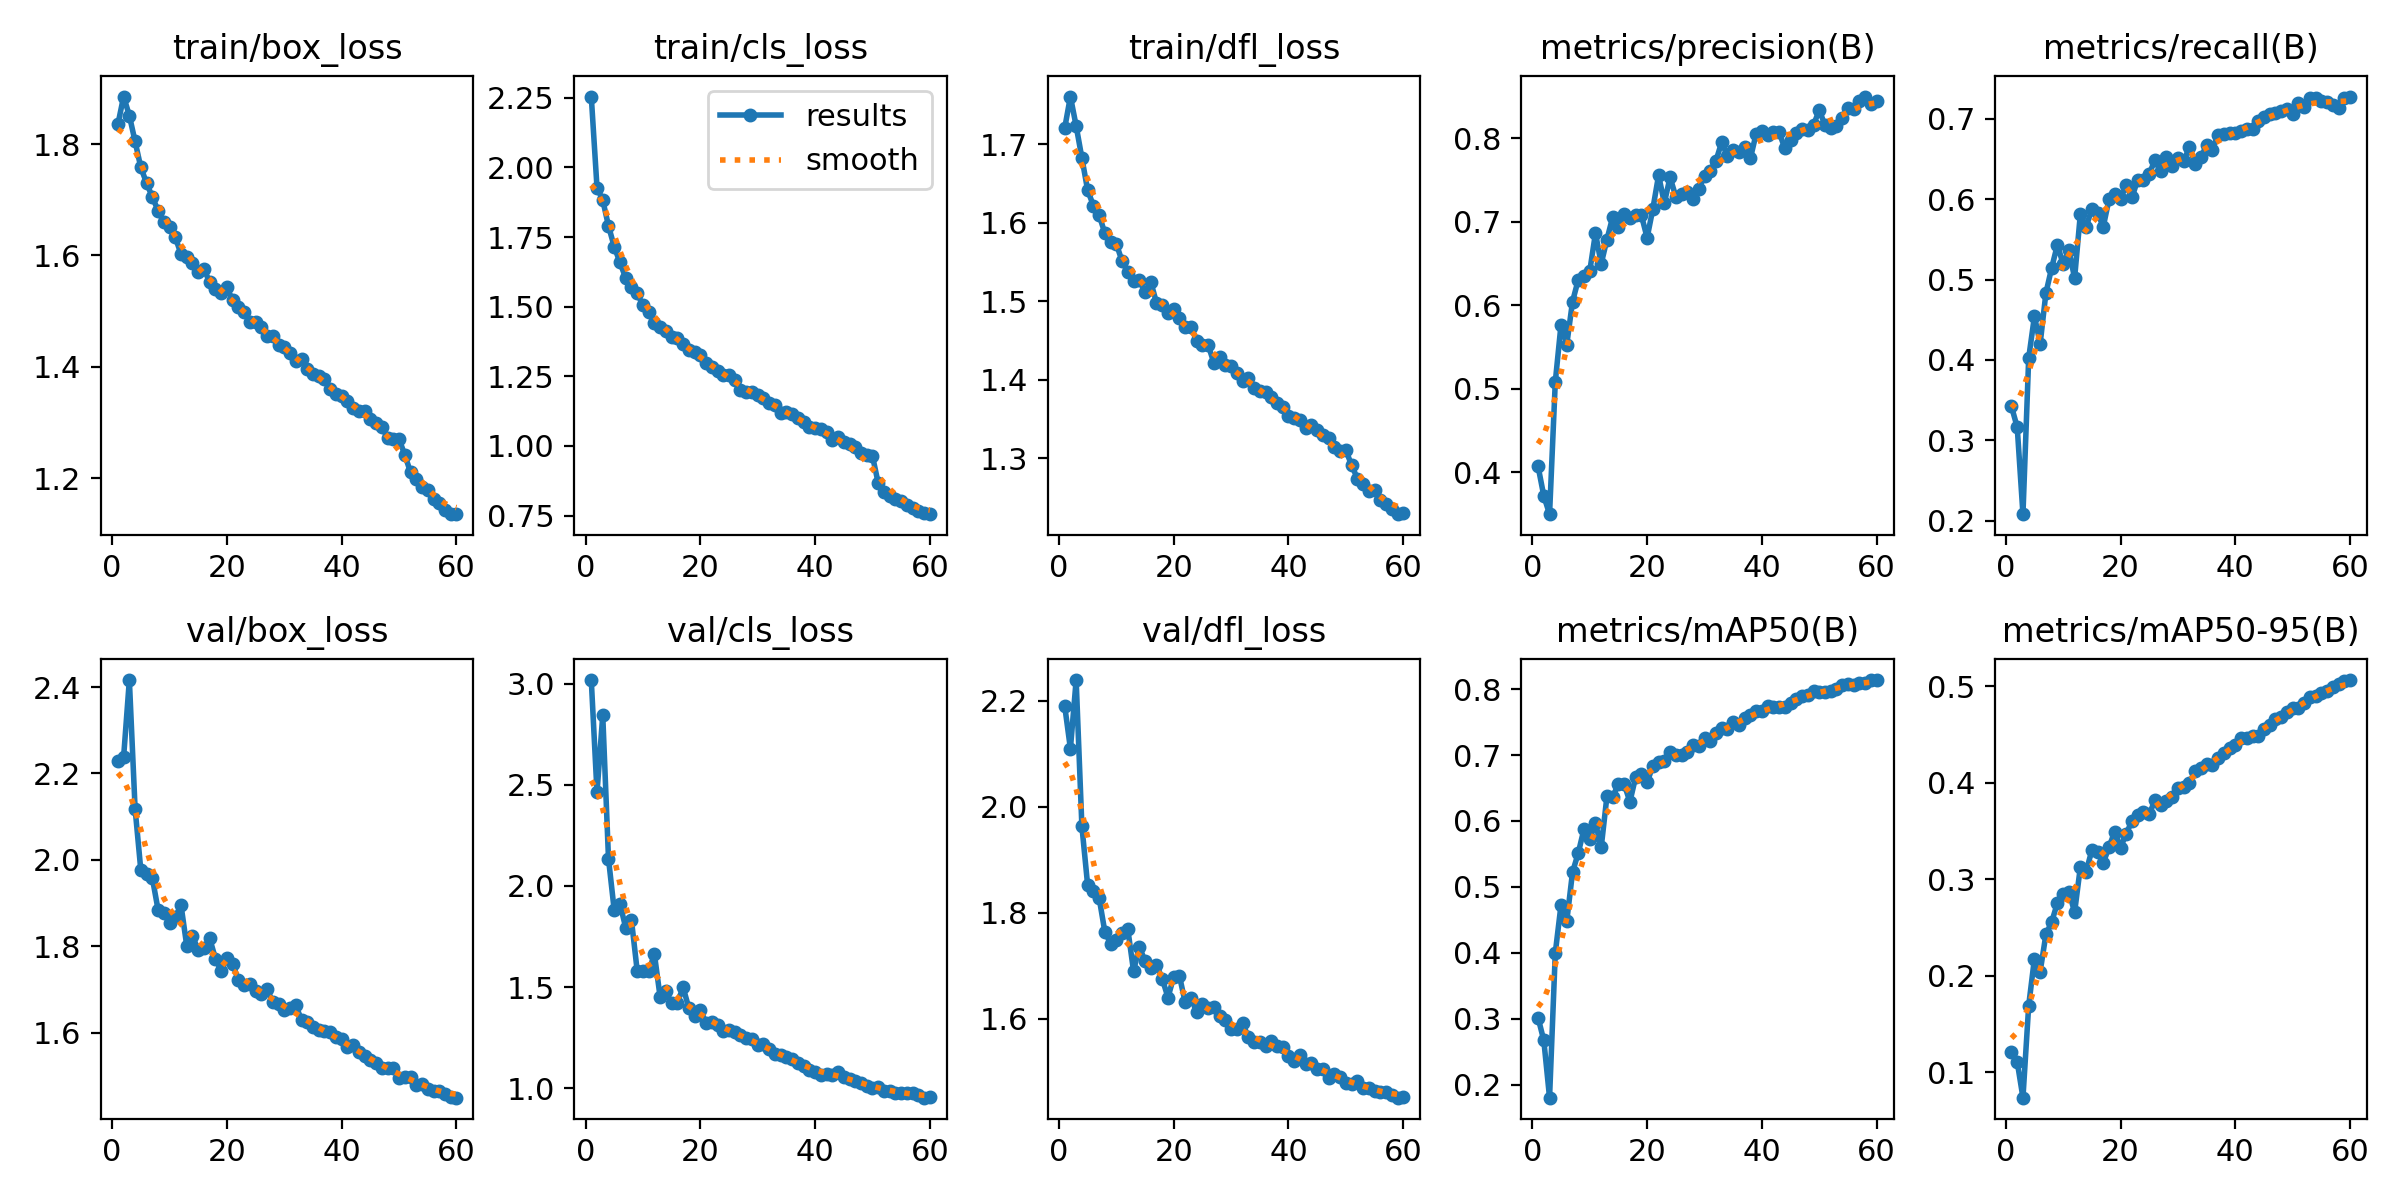 train/box_loss
1.8
1.6
1.4
1.2
0 20 40 60
train/cls_loss
2.25
2.00
1.75
1.50
1.25
1.00
0.75
0 20 40 60
results
smooth
train/dfl_loss
1.7
1.6
1.5
1.4
1.3
0 20 40 60
metrics/precision(B)
0.8
0.7
0.6
0.5
0.4
0 20 40 60
metrics/recall(B)
0.7
0.6
0.5
0.4
0.3
0.2
0 20 40 60
val/box_loss
2.4
2.2
2.0
1.8
1.6
0 20 40 60
val/cls_loss
3.0
2.5
2.0
1.5
1.0
0 20 40 60
val/dfl_loss
2.2
2.0
1.8
1.6
0 20 40 60
metrics/mAP50(B)
0.8
0.7
0.6
0.5
0.4
0.3
0.2
0 20 40 60
metrics/mAP50-95(B)
0.5
0.4
0.3
0.2
0.1
0 20 40 60